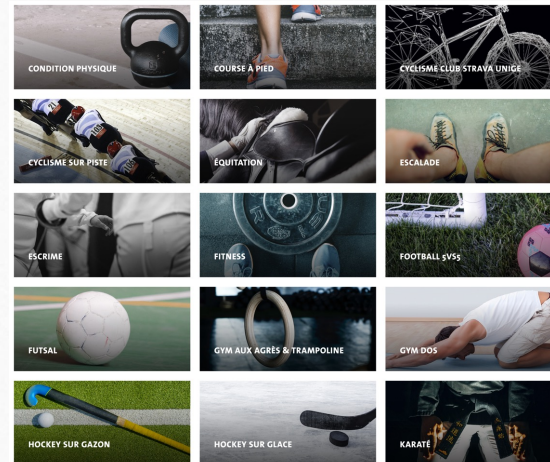 CONDITION PHYSIQUE
COURSE À PIED
CYCLISME CLUB STRAVA UNIGE
CYCLISME SUR PISTE
ÉQUITATION
ESCALADE
ESCRIME
FITNESS
FOOTBALL 5VS5
FUTSAL
GYM AUX AGRÈS & TRAMPOLINE
GYM DOS
HOCKEY SUR GAZON
HOCKEY SUR GLACE
KARATÉ